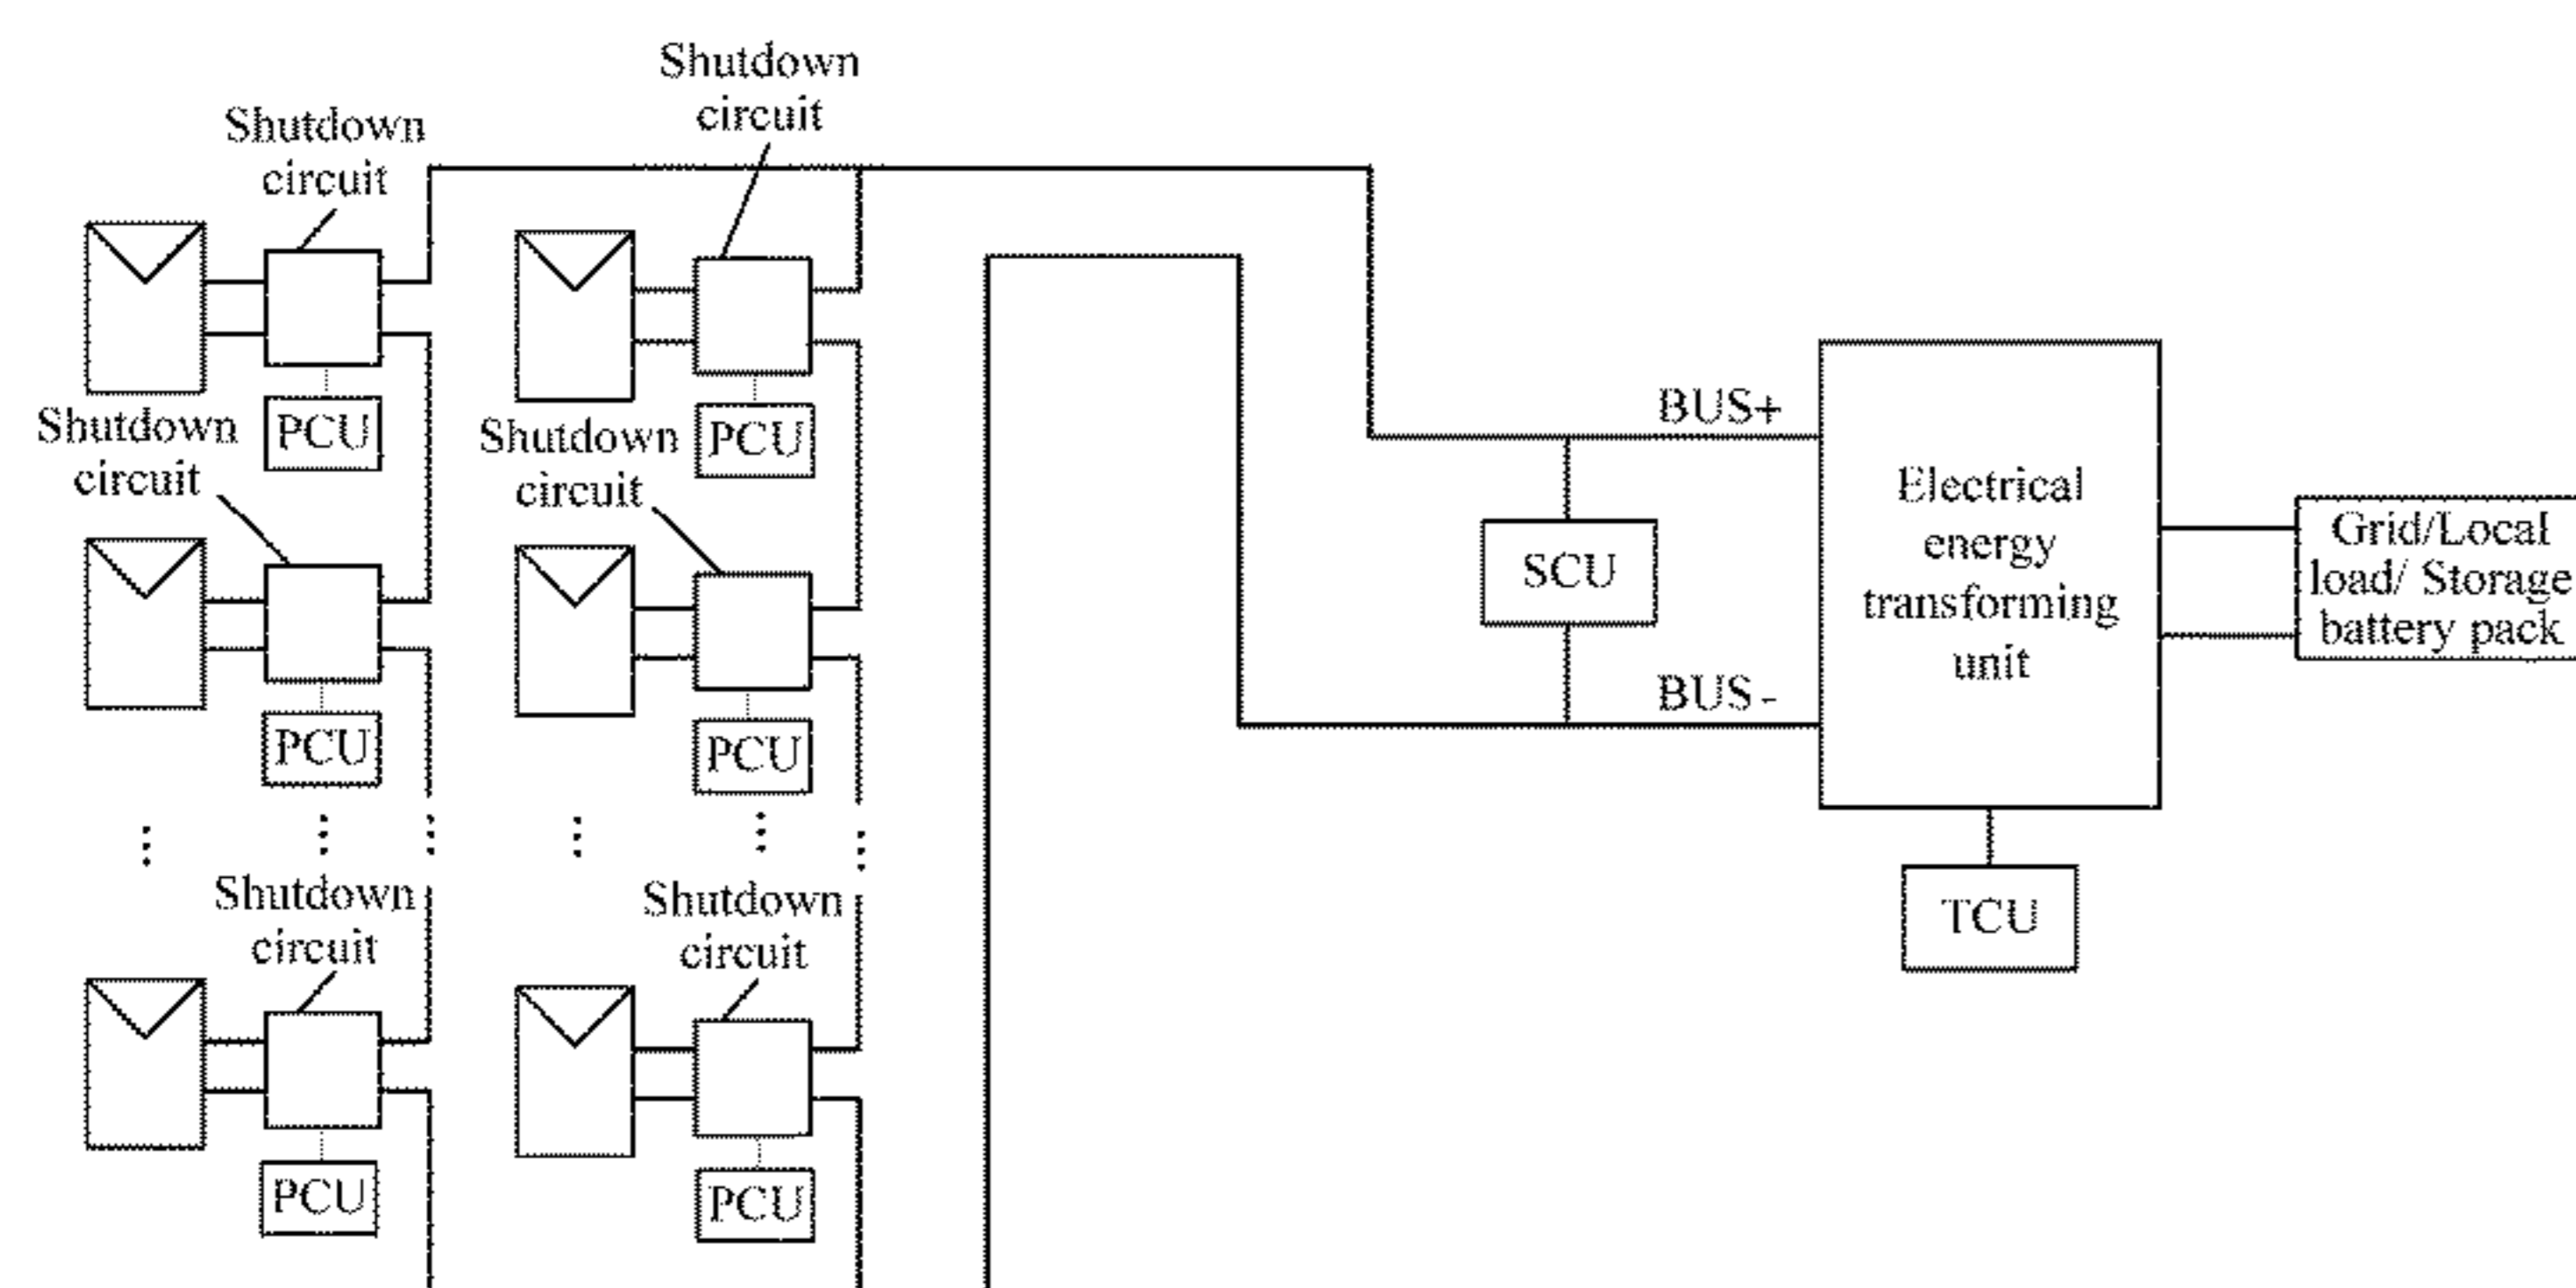 Shutdown
circuit
Shutdown
circuit
Shutdown
circuit
PCU
Shutdown
circuit
PCU
BUS+
Electrical
energy
transforming
unit
SCU
Grid/Local
load/ Storage
battery pack
BUS-
PCU
PCU
Shutdown
circuit
Shutdown
circuit
TCU
PCU
PCU